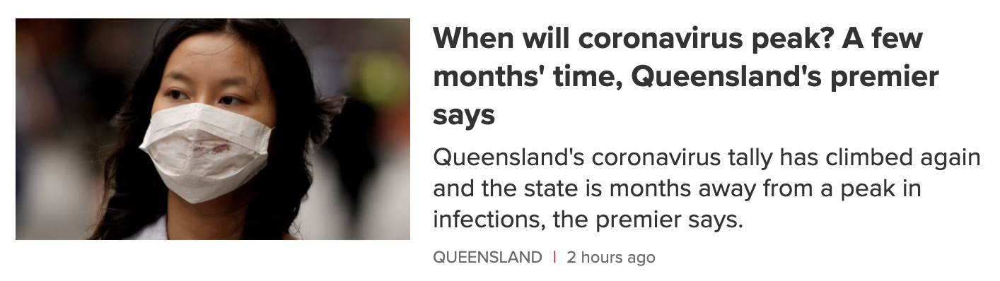 When will coronavirus peak? A few
months' time, Queensland's premier
says
Queensland's coronavirus tally has climbed again
and the state is months away from a peak in
infections, the premier says.
QUEENSLAND | 2 hours ago